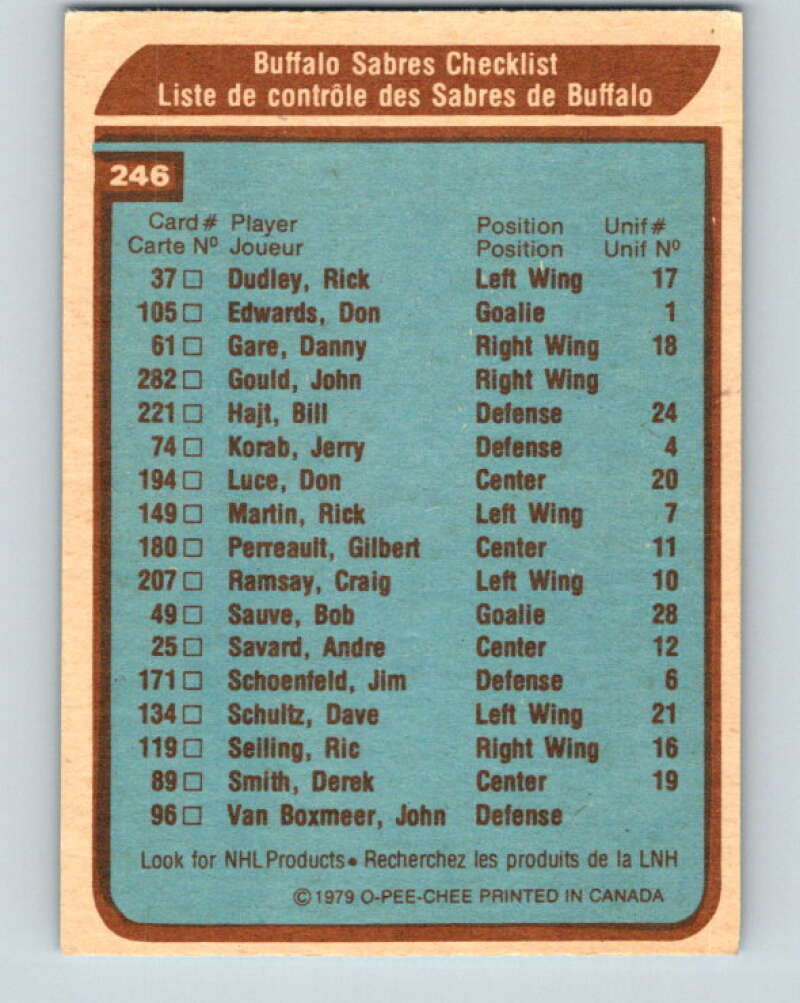 Buffalo Sabres Checklist
Liste de contrôle des Sabres de Buffalo
246
Card # Player Position Unif #
Carte Nº Joueur Position Unif Nº
37 □ Dudley, Rick Left Wing 17
105 □ Edwards, Don Goalie 1
61 □ Gare, Danny Right Wing 18
282 □ Gould, John Right Wing
221 □ Hajt, Bill Defense 24
74 □ Korab, Jerry Defense 4
194 □ Luce, Don Center 20
149 □ Martin, Rick Left Wing 7
180 □ Perreault, Gilbert Center 11
207 □ Ramsay, Craig Left Wing 10
49 □ Sauve, Bob Goalie 28
25 □ Savard, Andre Center 12
171 □ Schoenfeld, Jim Defense 6
134 □ Schultz, Dave Left Wing 21
119 □ Seiling, Ric Right Wing 16
89 □ Smith, Derek Center 19
96 □ Van Boxmeer, John Defense
Look for NHL Products • Recherchez les produits de la LNH
© 1979 O-PEE-CHEE PRINTED IN CANADA